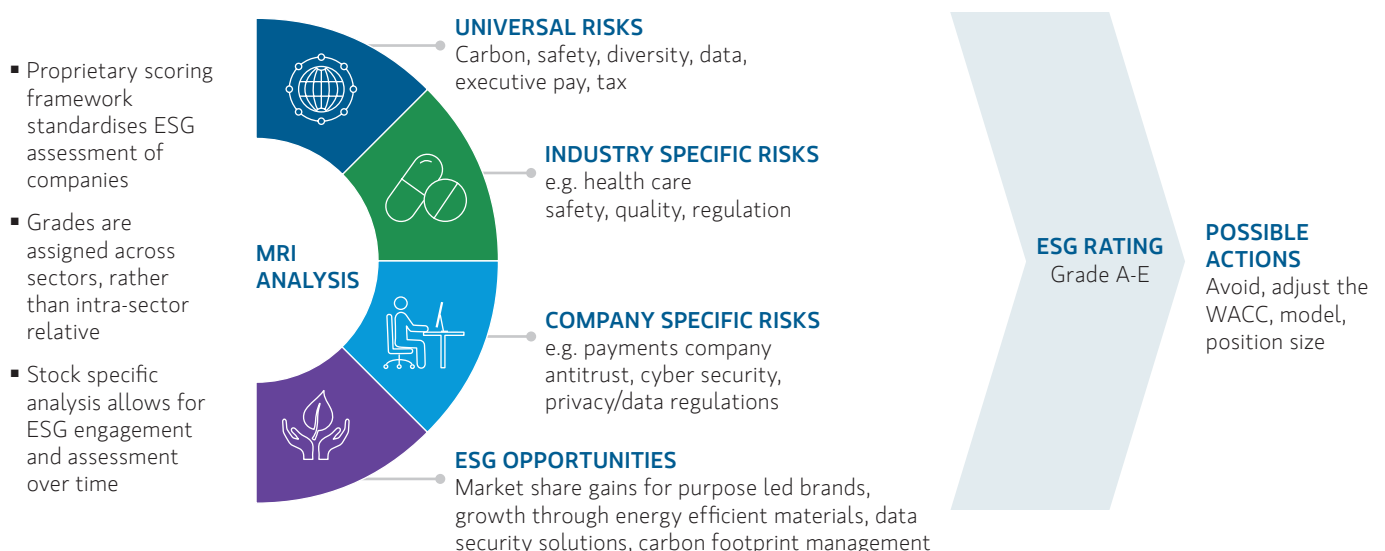 ▪ Proprietary scoring
framework
standardises ESG
assessment of
companies
▪ Grades are
assigned across
sectors, rather
than intra-sector
relative
▪ Stock specific
analysis allows for
ESG engagement
and assessment
over time
MRI
ANALYSIS
UNIVERSAL RISKS
Carbon, safety, diversity, data,
executive pay, tax
INDUSTRY SPECIFIC RISKS
e.g. health care
safety, quality, regulation
COMPANY SPECIFIC RISKS
e.g. payments company
antitrust, cyber security,
privacy/data regulations
ESG OPPORTUNITIES
Market share gains for purpose led brands,
growth through energy efficient materials, data
security solutions, carbon footprint management
ESG RATING
Grade A-E
POSSIBLE
ACTIONS
Avoid, adjust the
WACC, model,
position size